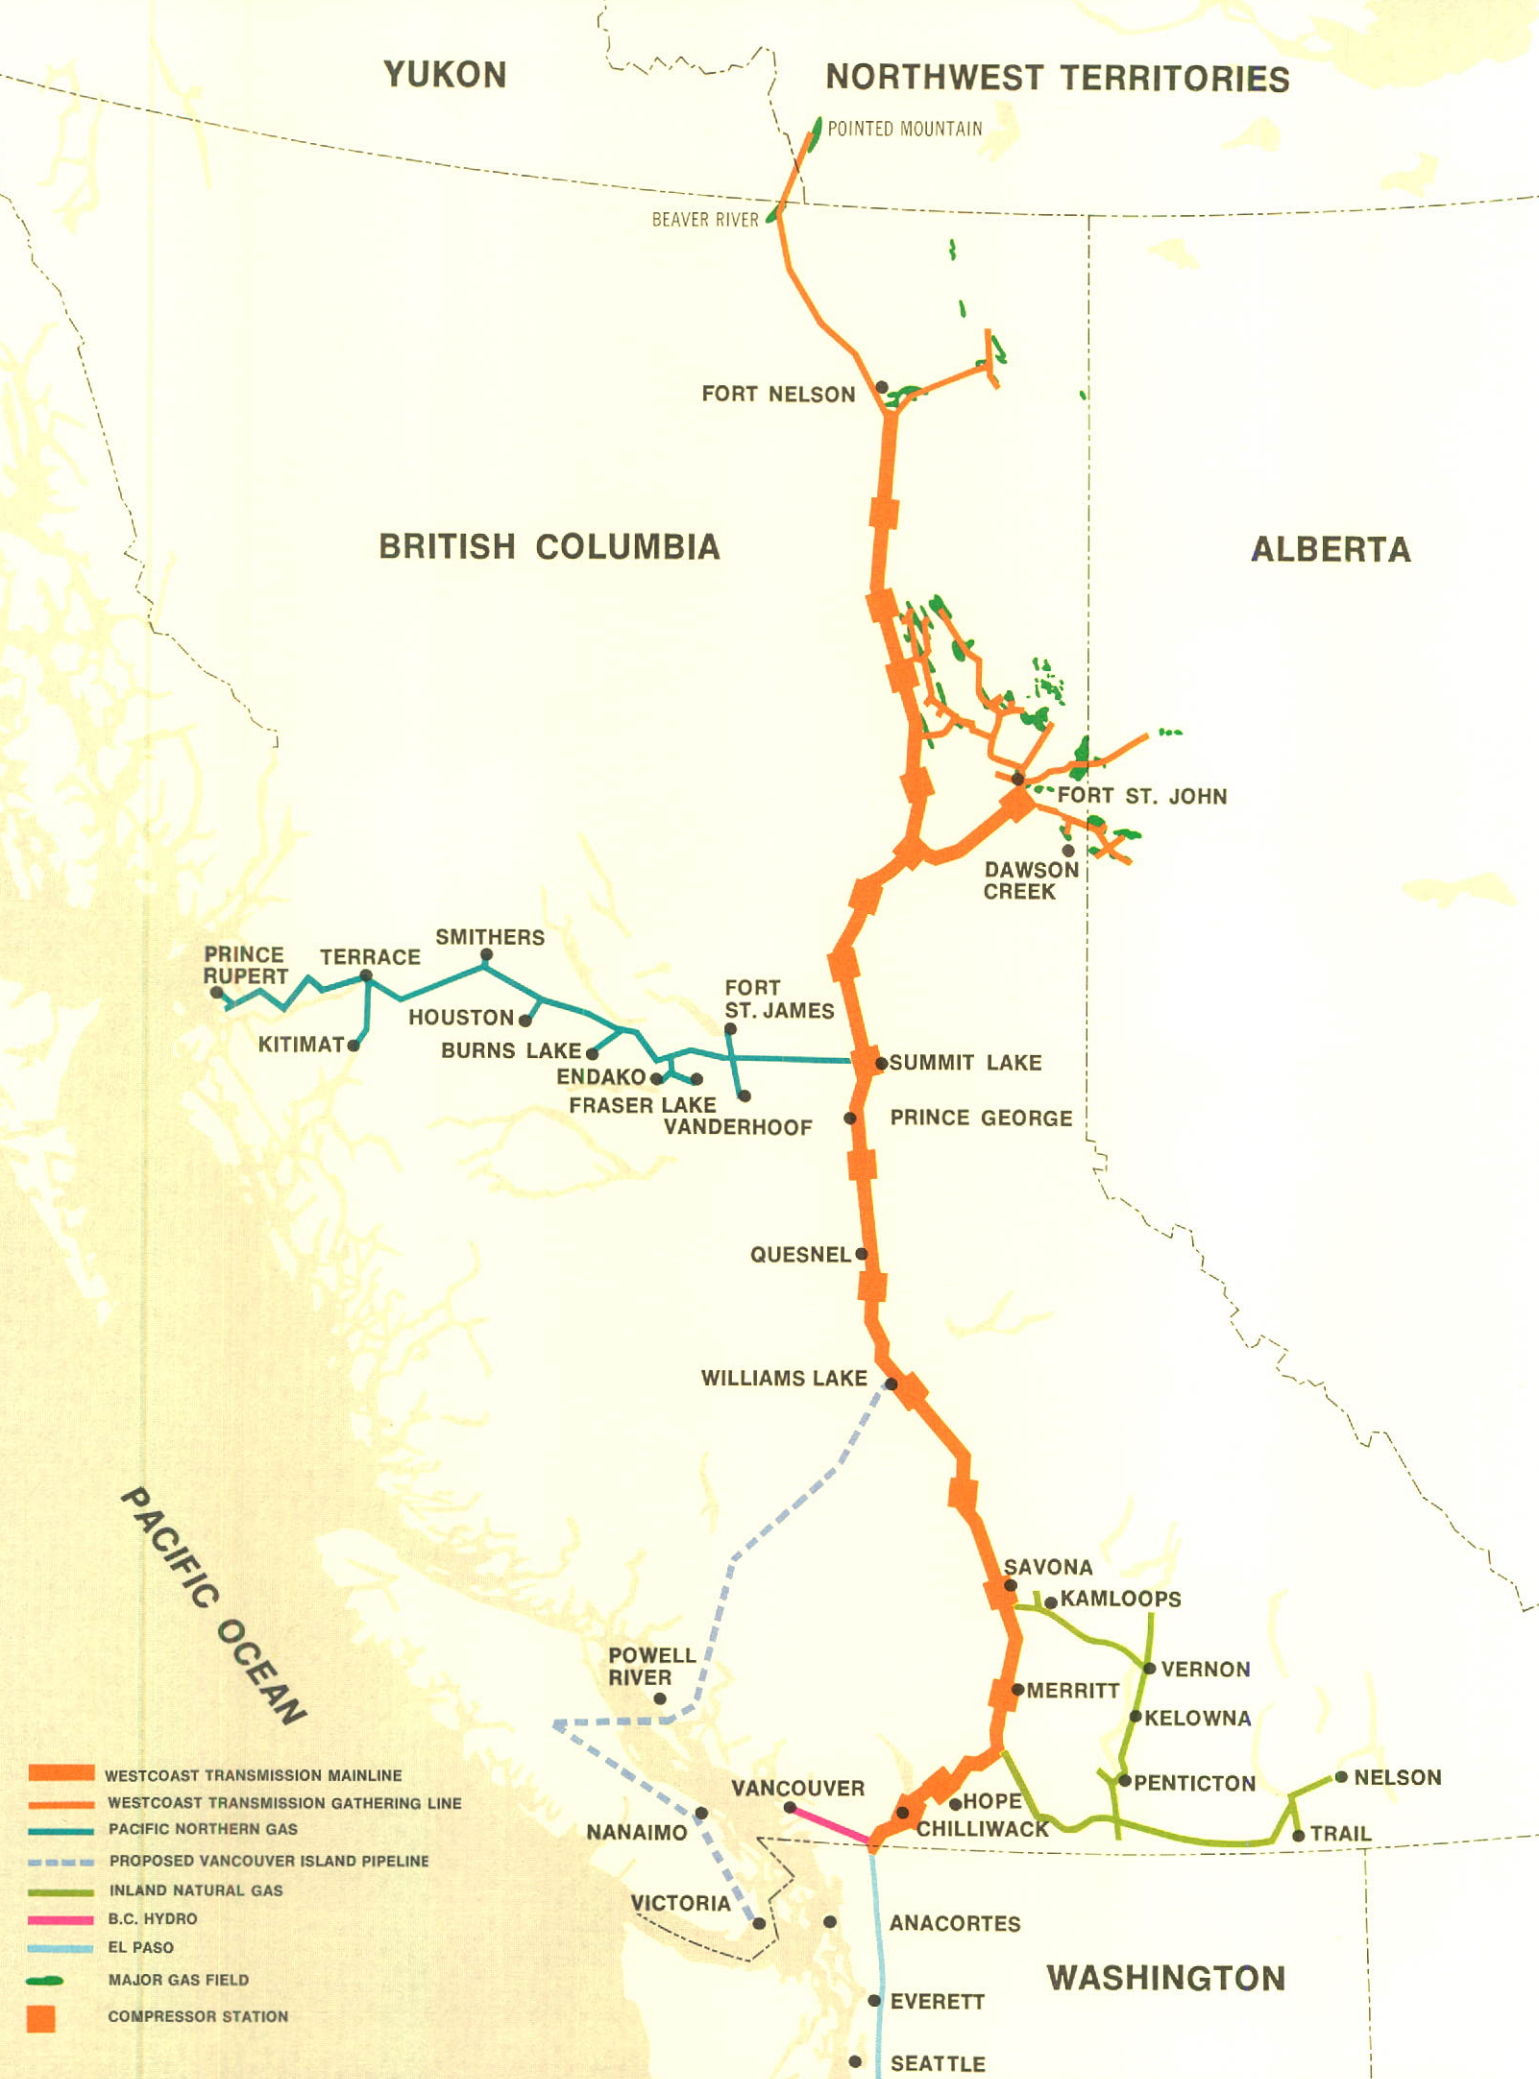 YUKON
NORTHWEST TERRITORIES
POINTED MOUNTAIN
BEAVER RIVER
FORT NELSON
BRITISH COLUMBIA
ALBERTA
FORT ST. JOHN
DAWSON
CREEK
SMITHERS
PRINCE
RUPERT
TERRACE
FORT
ST. JAMES
HOUSTON
KITIMAT
BURNS LAKE
SUMMIT LAKE
ENDAKO
FRASER LAKE
VANDERHOOF
PRINCE GEORGE
QUESNEL
WILLIAMS LAKE
PACIFIC OCEAN
SAVONA
KAMLOOPS
POWELL
RIVER
VERNON
MERRITT
KELOWNA
VANCOUVER
PENTICTON
NELSON
HOPE
NANAIMO
CHILLIWACK
TRAIL
VICTORIA
ANACORTES
WASHINGTON
EVERETT
SEATTLE
WESTCOAST TRANSMISSION MAINLINE
WESTCOAST TRANSMISSION GATHERING LINE
PACIFIC NORTHERN GAS
PROPOSED VANCOUVER ISLAND PIPELINE
INLAND NATURAL GAS
B.C. HYDRO
EL PASO
MAJOR GAS FIELD
COMPRESSOR STATION